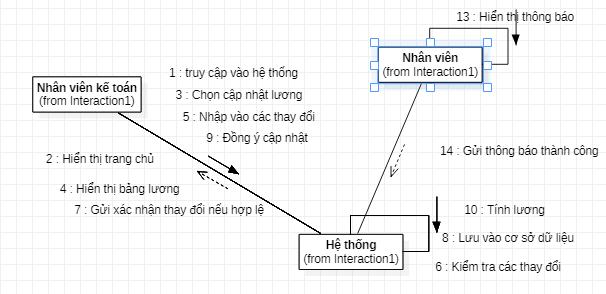 13 : Hiển thị thông báo
Nhân viên
(from Interaction1)
1 : truy cập vào hệ thống
Nhân viên kế toán
(from Interaction1)
3 : Chọn cập nhật lương
5 : Nhập vào các thay đổi
9 : Đồng ý cập nhật
2 : Hiển thị trang chủ
14 : Gửi thông báo thành công
4 : Hiển thị bảng lương
7 : Gửi xác nhận thay đổi nếu hợp lệ
10 : Tính lương
Hệ thống
(from Interaction1)
8 : Lưu vào cơ sở dữ liệu
6 : Kiểm tra các thay đổi